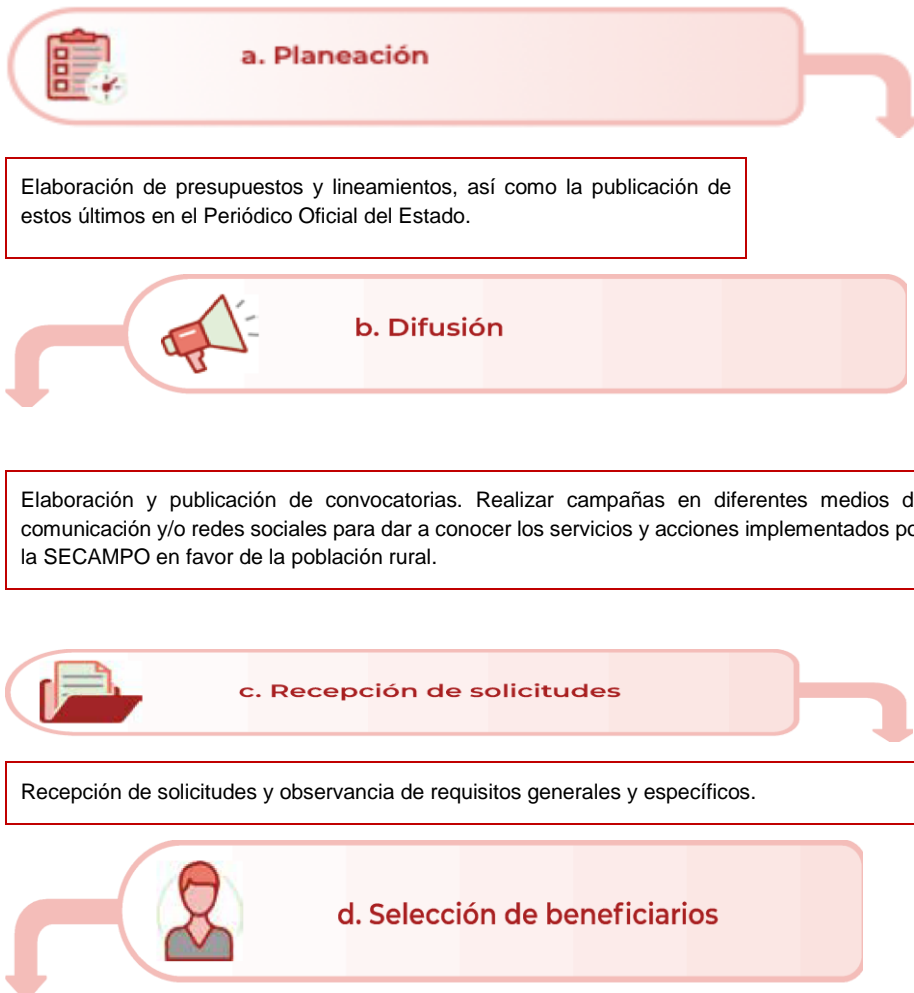 a. Planeación
Elaboración de presupuestos y lineamientos, así como la publicación de
estos últimos en el Periódico Oficial del Estado.
b. Difusión
Elaboración y publicación de convocatorias. Realizar campañas en diferentes medios d
comunicación y/o redes sociales para dar a conocer los servicios y acciones implementados po
la SECAMPO en favor de la población rural.
c. Recepción de solicitudes
Recepción de solicitudes y observancia de requisitos generales y específicos.
d. Selección de beneficiarios